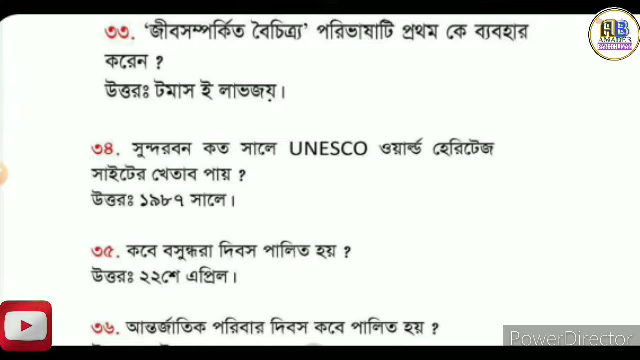 ৩৩. ‘জীবসম্পর্কিত বৈচিত্র্য’ পরিভাষাটি প্রথম কে ব্যবহার
করেন ?
উত্তরঃ টমাস ই লাভজয়।
৩৪. সুন্দরবন কত সালে UNESCO ওয়ার্ল্ড হেরিটেজ
সাইটের খেতাব পায় ?
উত্তরঃ ১৯৮৭ সালে।
৩৫. কবে বসুন্ধরা দিবস পালিত হয় ?
উত্তরঃ ২২শে এপ্রিল।
৩৬. আন্তর্জাতিক পরিবার দিবস কবে পালিত হয় ?
PowerDirector